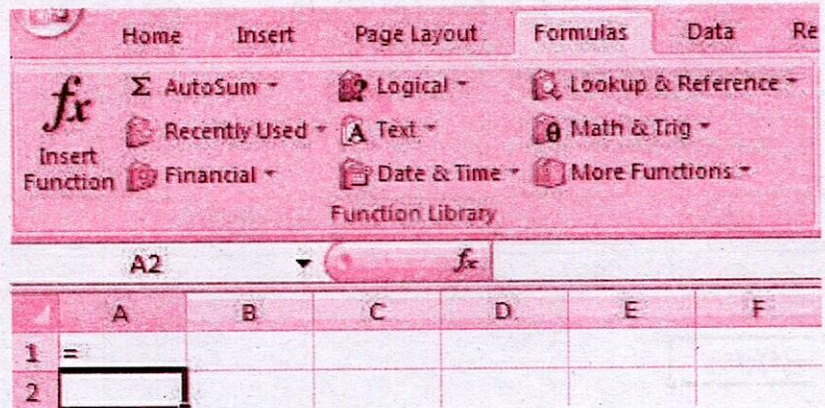 Home Insert Page Layout Formulas Data Re
fx Σ AutoSum Logical Lookup & Reference
Recently Used A Text θ Math & Trig
Insert Function Financial Date & Time More Functions
Function Library
A2 fx
A B C D E F
1 =
2